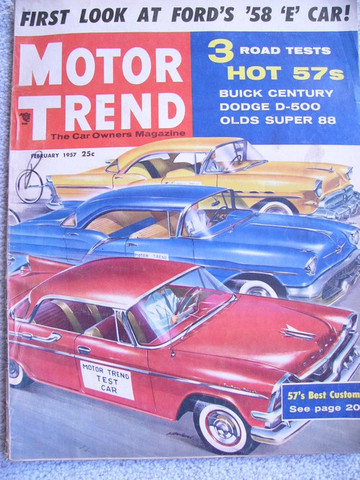 FIRST LOOK AT FORD'S '58 'E' CAR!
MOTOR
TREND
The Car Owners Magazine
FEBRUARY 1957 25c
3 ROAD TESTS
HOT 57s
BUICK CENTURY
DODGE D-500
OLDS SUPER 88
MOTOR TREND
TEST
CAR
57's Best Custom
See page 20